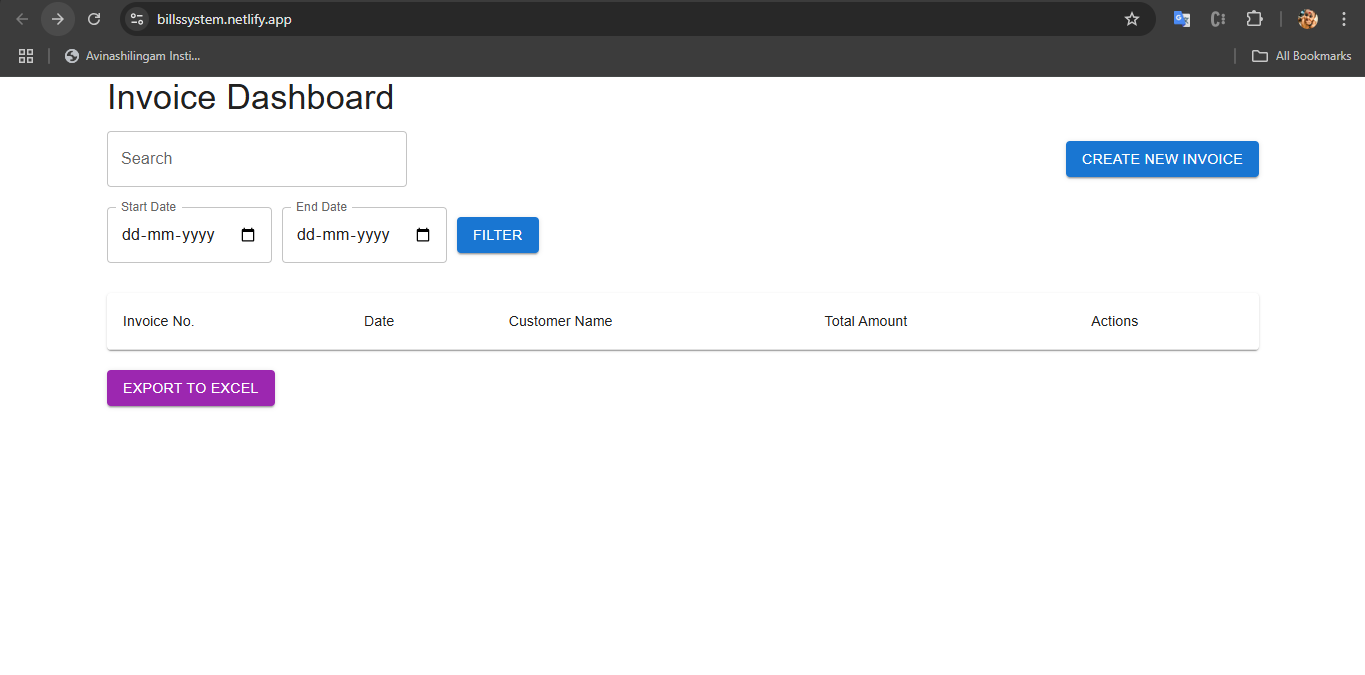 billssystem.netlify.app
Avinashilingam Insti...
All Bookmarks
Invoice Dashboard
Search
CREATE NEW INVOICE
Start Date End Date
dd-mm-yyyy dd-mm-yyyy FILTER
Invoice No. Date Customer Name Total Amount Actions
EXPORT TO EXCEL